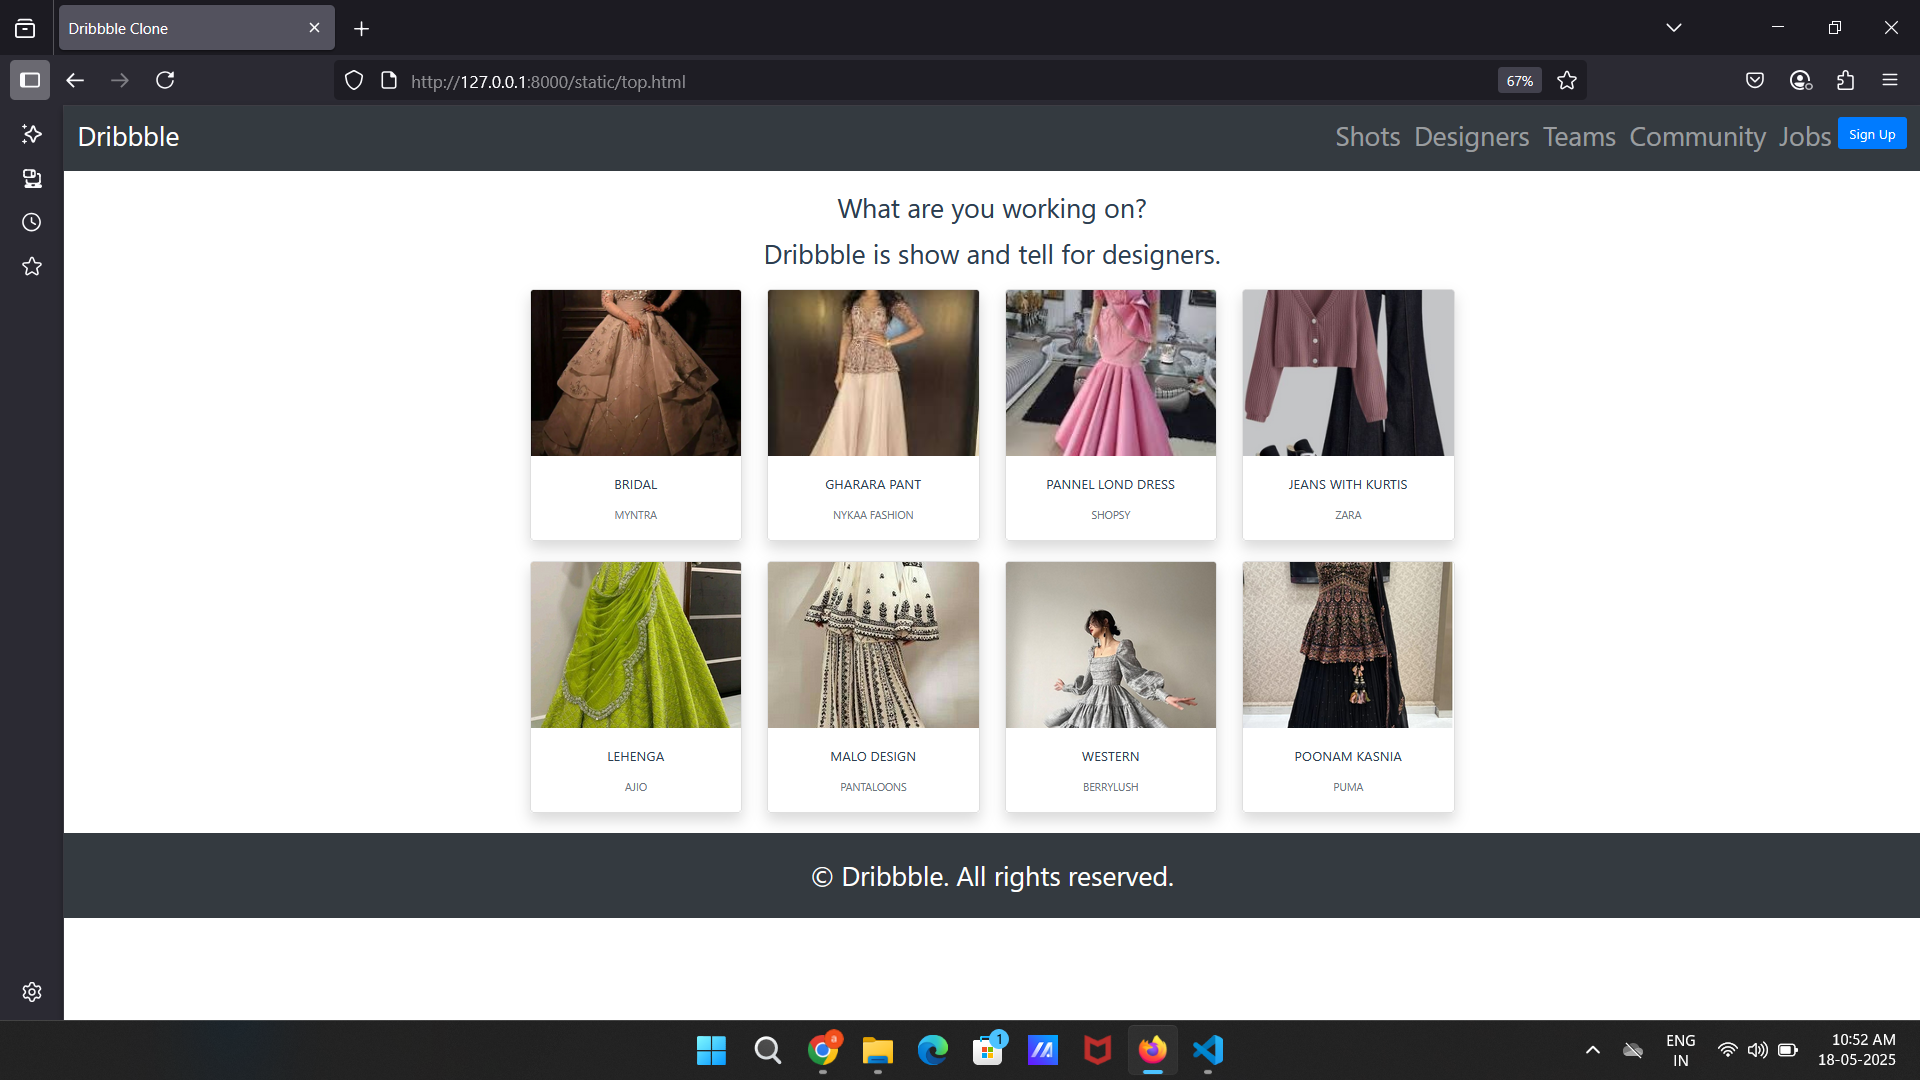 Dribbble Clone
http://127.0.0.1:8000/static/top.html
67%
Dribbble
Shots Designers Teams Community Jobs Sign Up
What are you working on?
Dribbble is show and tell for designers.
BRIDAL
MYNTRA
GHARARA PANT
NYKAA FASHION
PANNEL LOND DRESS
SHOPSY
JEANS WITH KURTIS
ZARA
LEHENGA
AJIO
MALO DESIGN
PANTALOONS
WESTERN
BERRYLUSH
POONAM KASNIA
PUMA
© Dribbble. All rights reserved.
a
1
ENG
IN
10:52 AM
18-05-2025